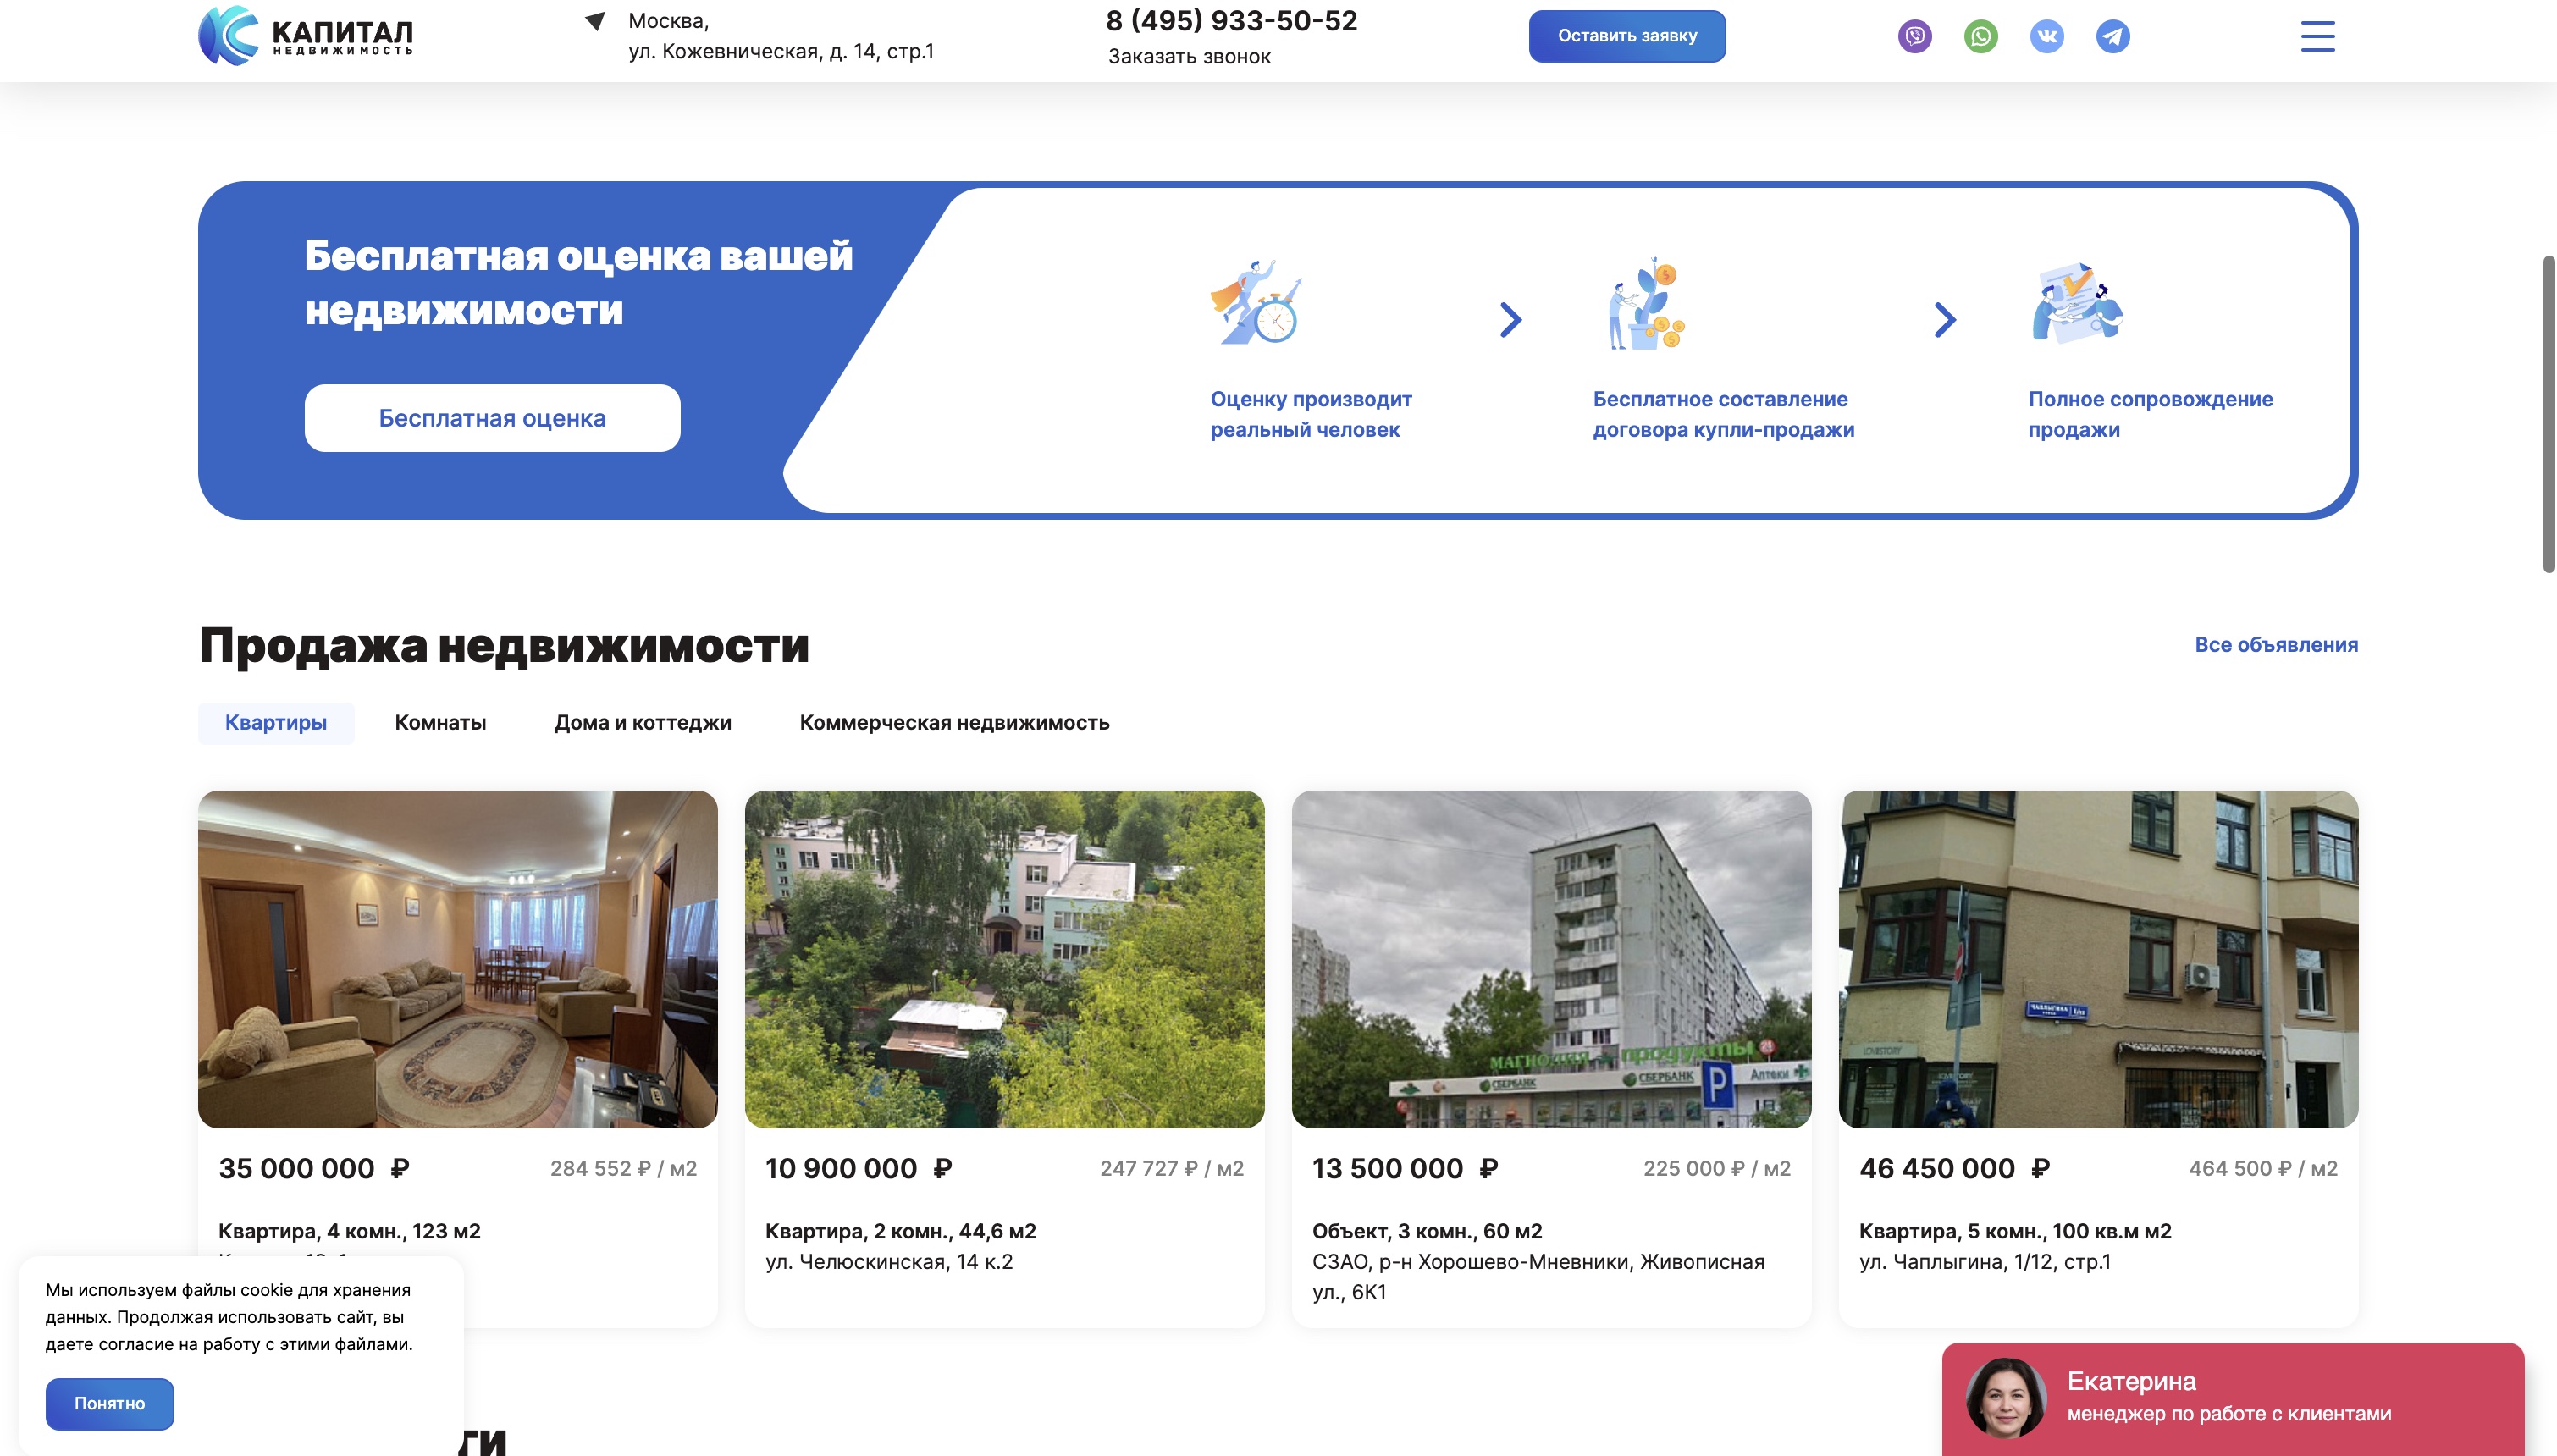 КАПИТАЛ
НЕДВИЖИМОСТЬ
Москва,
ул. Кожевническая, д. 14, стр.1
8 (495) 933-50-52
Заказать звонок
Оставить заявку
Бесплатная оценка вашей
недвижимости
Бесплатная оценка
Оценку производит
реальный человек
Бесплатное составление
договора купли-продажи
Полное сопровождение
продажи
Продажа недвижимости
Все объявления
Квартиры
Комнаты
Дома и коттеджи
Коммерческая недвижимость
МАГНОЛИЯ
ПРОДУКТЫ
СБЕРБАНК
СБЕРБАНК
P
Аптеки
ЧАПЛЫГИНА
1/12
LOVESTORY
35 000 000 ₽
284 552 ₽ / м2
Квартира, 4 комн., 123 м2
10 900 000 ₽
247 727 ₽ / м2
Квартира, 2 комн., 44,6 м2
ул. Челюскинская, 14 к.2
13 500 000 ₽
225 000 ₽ / м2
Объект, 3 комн., 60 м2
СЗАО, р-н Хорошево-Мневники, Живописная
ул., 6К1
46 450 000 ₽
464 500 ₽ / м2
Квартира, 5 комн., 100 кв.м м2
ул. Чаплыгина, 1/12, стр.1
Мы используем файлы cookie для хранения
данных. Продолжая использовать сайт, вы
даете согласие на работу с этими файлами.
Понятно
Екатерина
менеджер по работе с клиентами